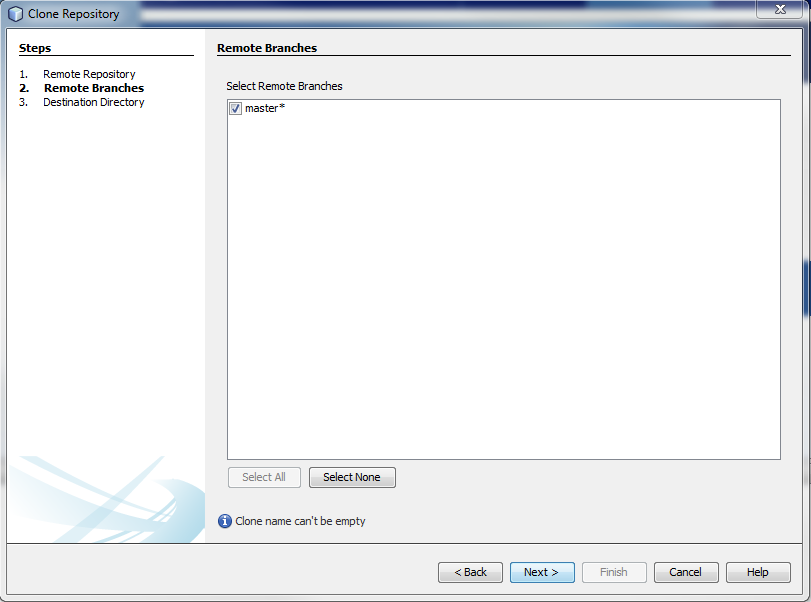 Clone Repository
Steps
1. Remote Repository
2. Remote Branches
3. Destination Directory
Remote Branches
Select Remote Branches
master*
Select All
Select None
Clone name can't be empty
< Back
Next >
Finish
Cancel
Help